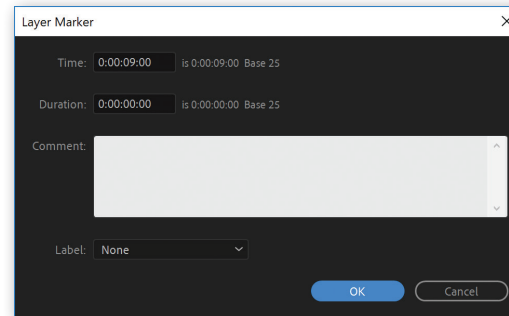 Layer Marker
Time: 0:00:09:00 is 0:00:09:00 Base 25
Duration: 0:00:00:00 is 0:00:00:00 Base 25
Comment:
Label: None
OK Cancel